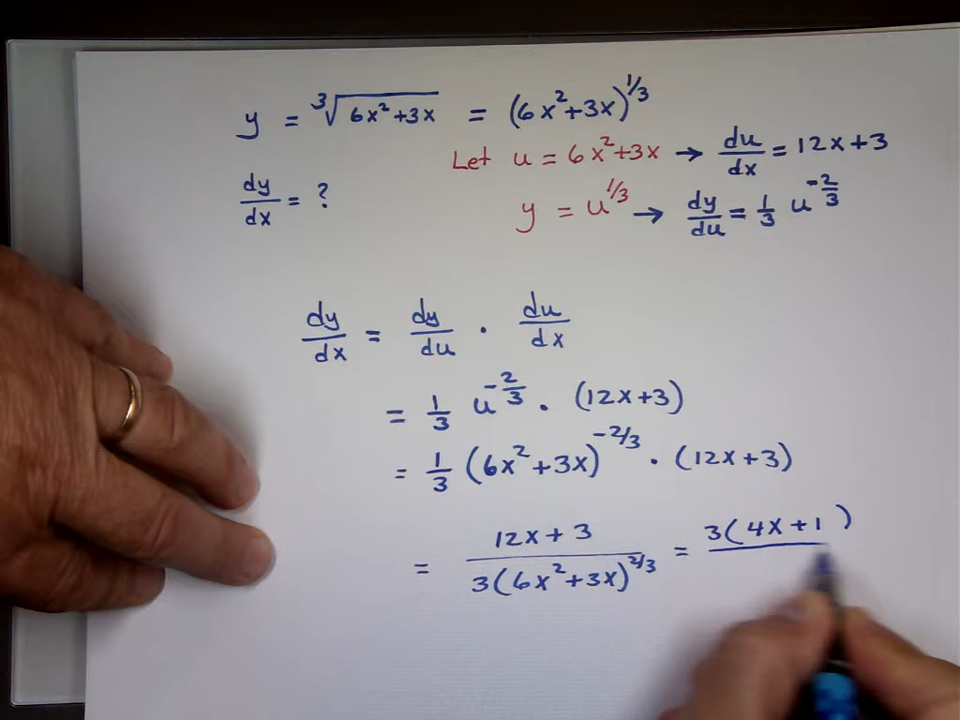 y = ∛(6x²+3x) = (6x²+3x)^1/3
Let u = 6x²+3x → du/dx = 12x+3
dy/dx = ?
y = u^1/3 → dy/du = 1/3 u^-2/3
dy/dx = dy/du · du/dx
= 1/3 u^-2/3 · (12x+3)
= 1/3 (6x²+3x)^-2/3 · (12x+3)
= (12x+3)/(3(6x²+3x)^2/3) = 3(4x+1)